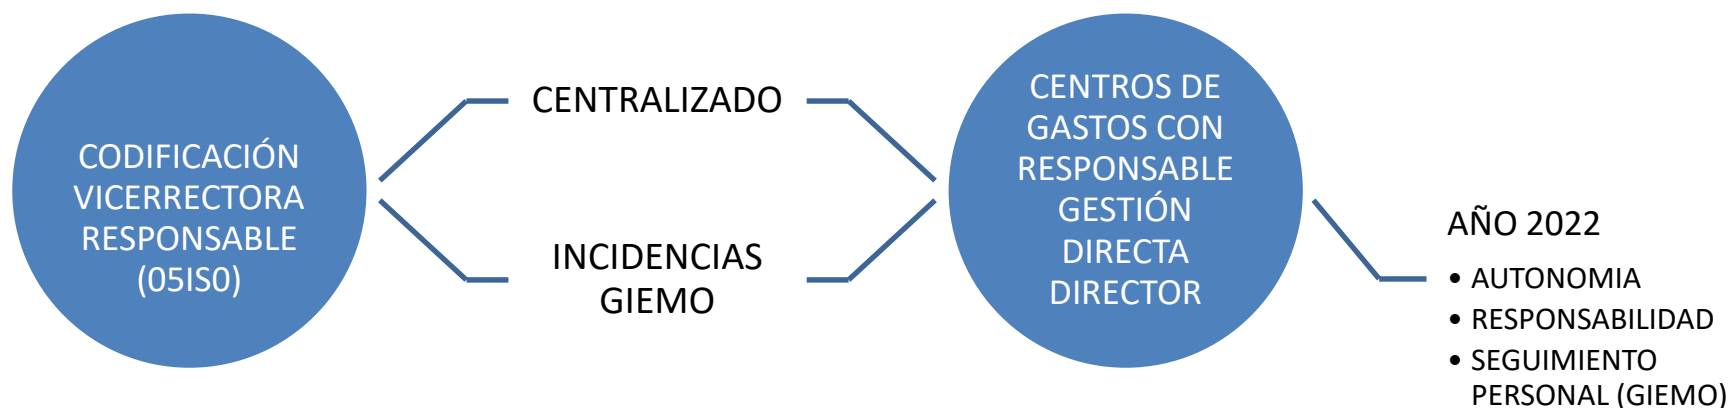 CODIFICACIÓN
VICERRECTORA
RESPONSABLE
(05IS0)
CENTRALIZADO
INCIDENCIAS
GIEMO
CENTROS DE
GASTOS CON
RESPONSABLE
GESTIÓN
DIRECTA
DIRECTOR
AÑO 2022
• AUTONOMIA
• RESPONSABILIDAD
• SEGUIMIENTO
PERSONAL (GIEMO)